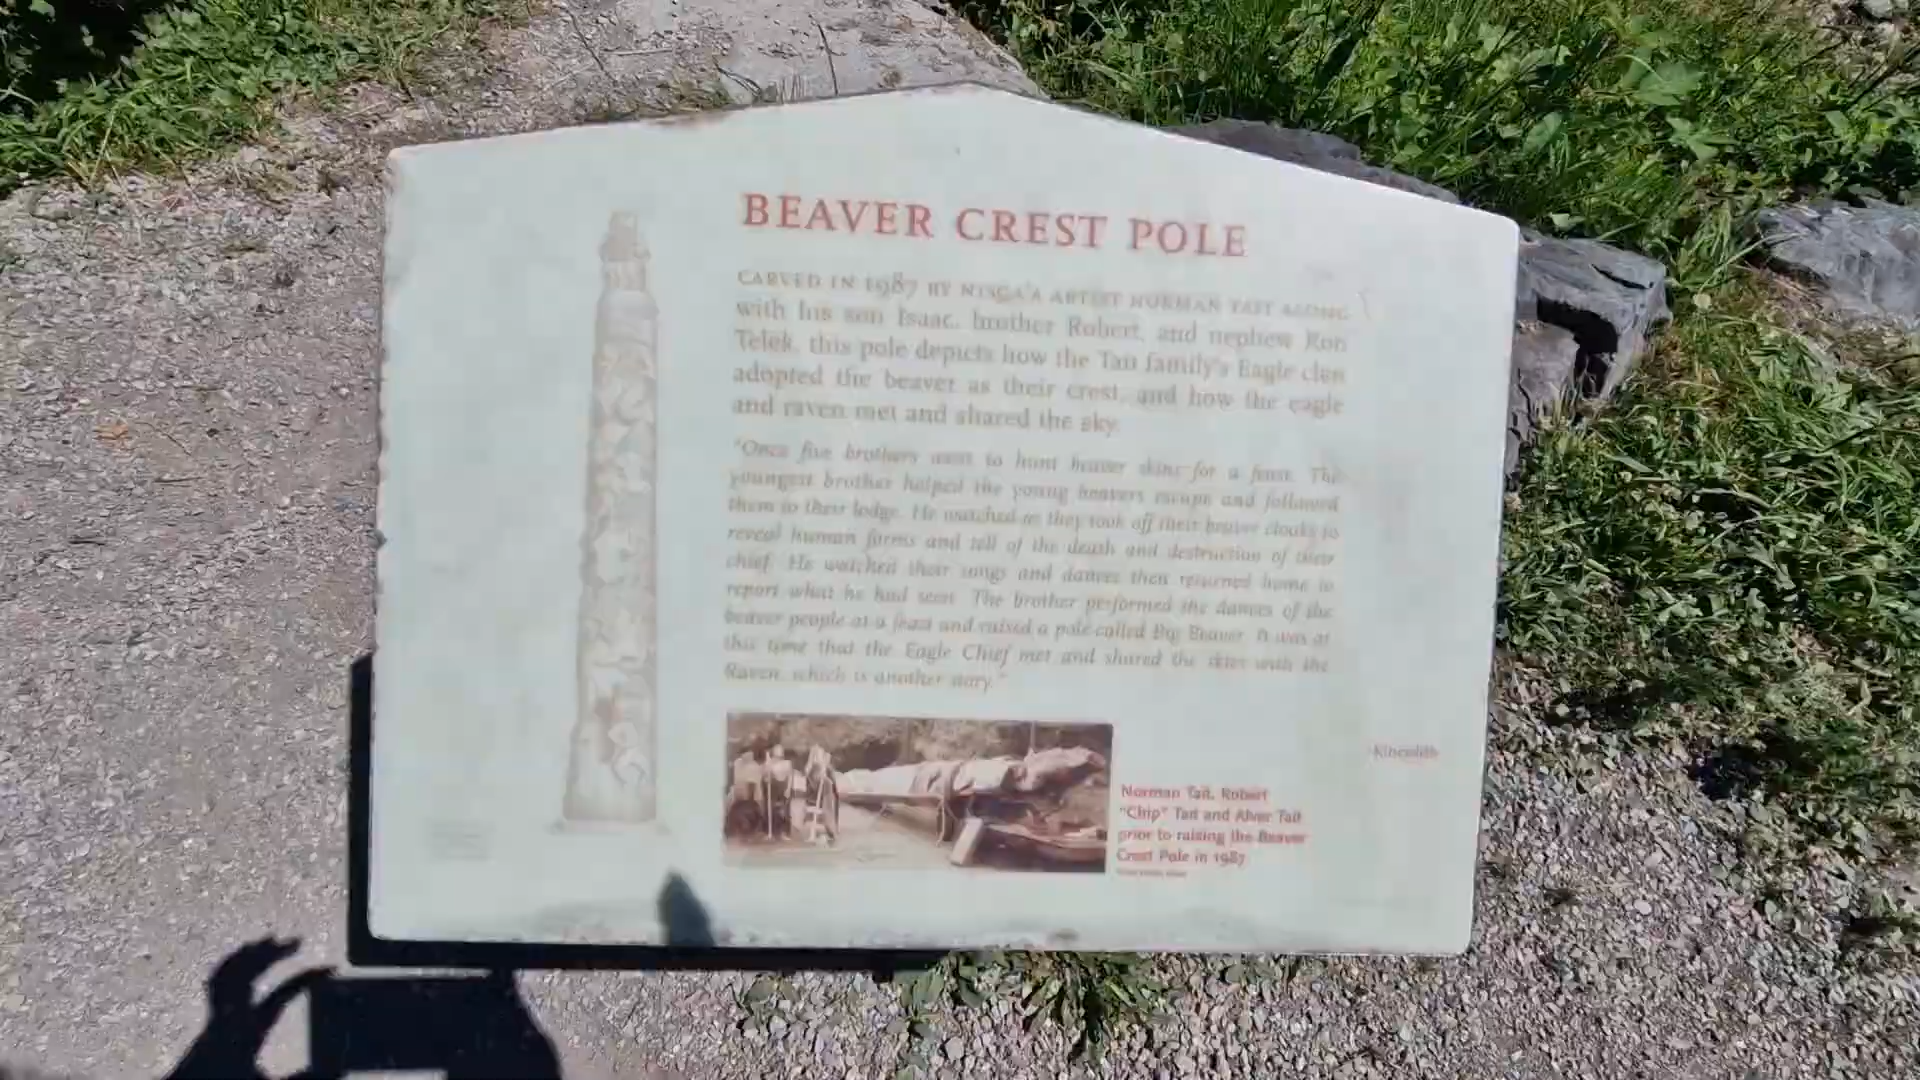 BEAVER CREST POLE
CARVED IN 1987 BY NISGA'A ARTIST NORMAN TAIT ALONG
with his son Isaac, brother Robert, and nephew Ron
Telek, this pole depicts how the Tait family's Eagle clan
adopted the beaver as their crest, and how the eagle
and raven met and shared the sky.
"Once five brothers went to hunt beaver skins for a feast. The
youngest brother helped the young beavers escape and followed
them to their lodge. He watched as they took off their beaver cloaks to
reveal human forms and tell of the death and destruction of their
chief. He watched their songs and dances then returned home to
report what he had seen. The brother performed the dances of the
beaver people at a feast and raised a pole called Big Beaver. It was at
this time that the Eagle Chief met and shared the skies with the
Raven, which is another story."
Kincolith
Norman Tait, Robert
"Chip" Tait and Alver Tait
prior to raising the Beaver
Crest Pole in 1987